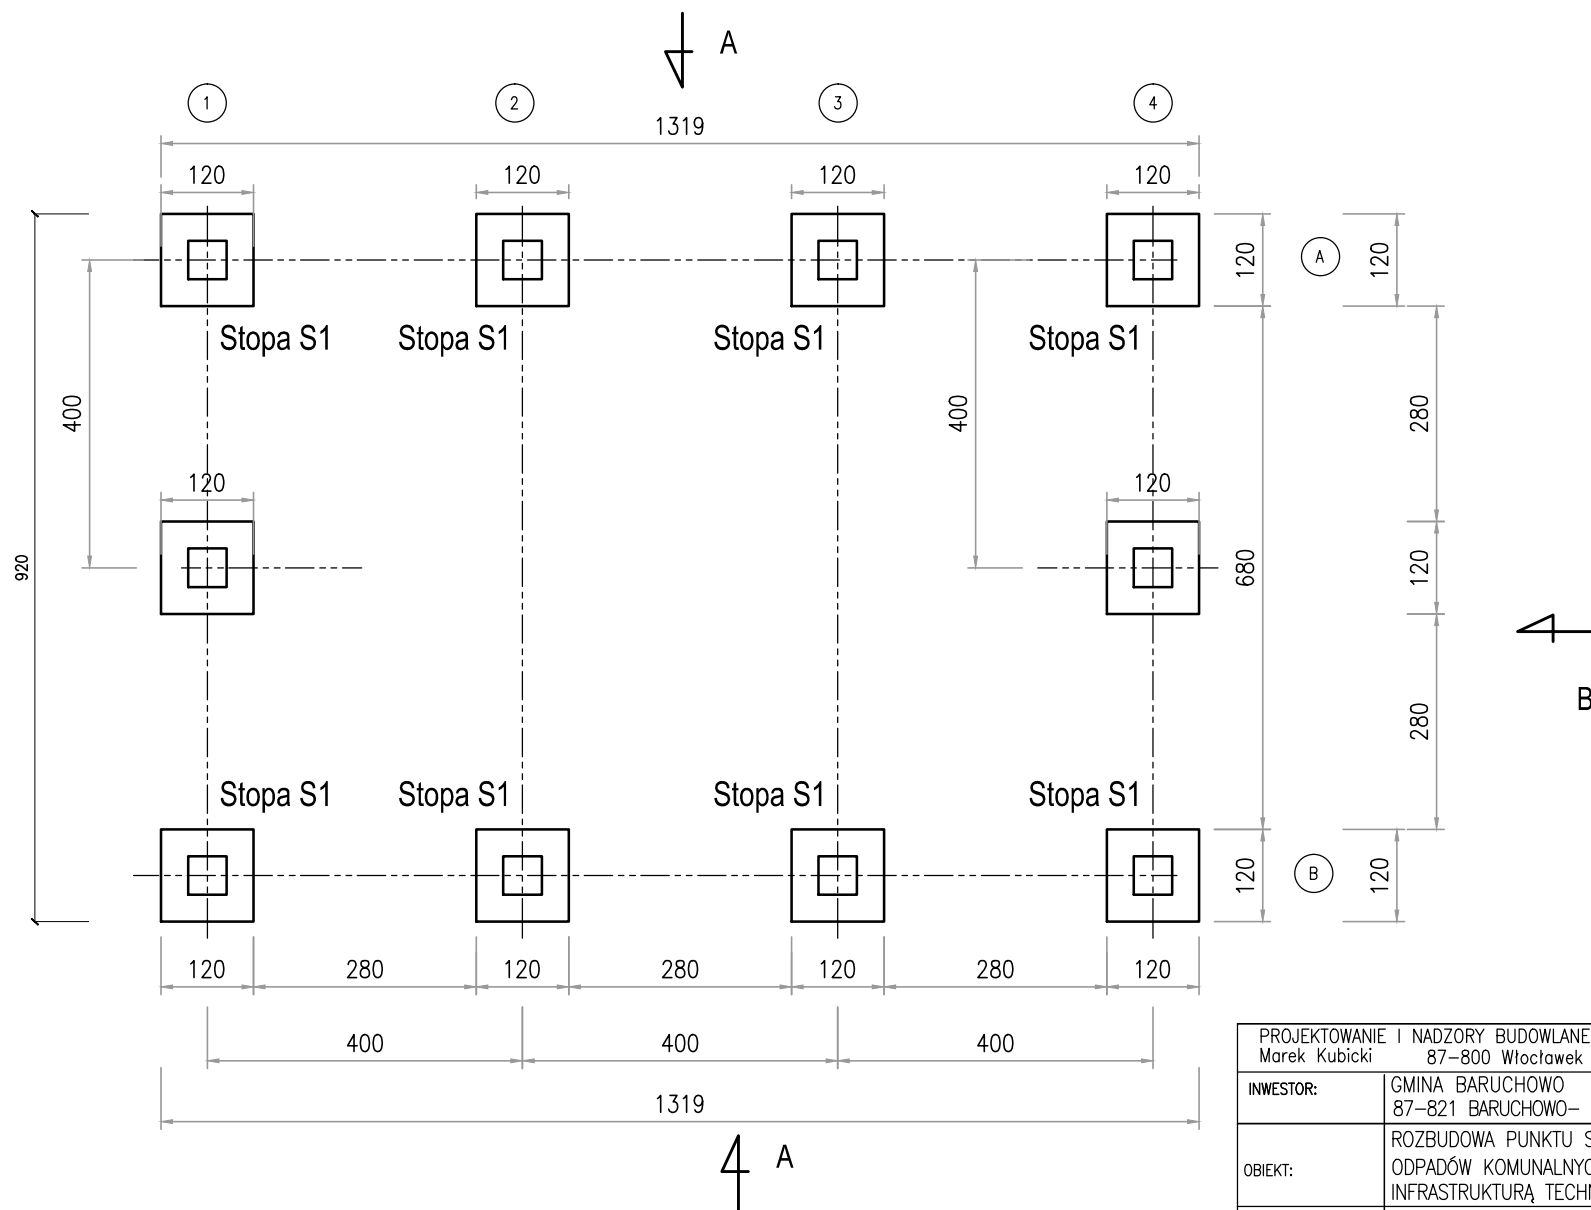 A
1 2 3 4
1319
120 120 120 120
120 A 120
Stopa S1 Stopa S1 Stopa S1 Stopa S1
400 400 280
120 120
920 680 120
B
280
Stopa S1 Stopa S1 Stopa S1 Stopa S1
120 B 120
120 280 120 280 120 280 120
400 400 400
1319
A
PROJEKTOWANIE I NADZORY BUDOWLANE
Marek Kubicki 87-800 Włocławek
INWESTOR: GMINA BARUCHOWO
87-821 BARUCHOWO-
OBIEKT: ROZBUDOWA PUNKTU S
ODPADÓW KOMUNALNYC
INFRASTRUKTURĄ TECHN